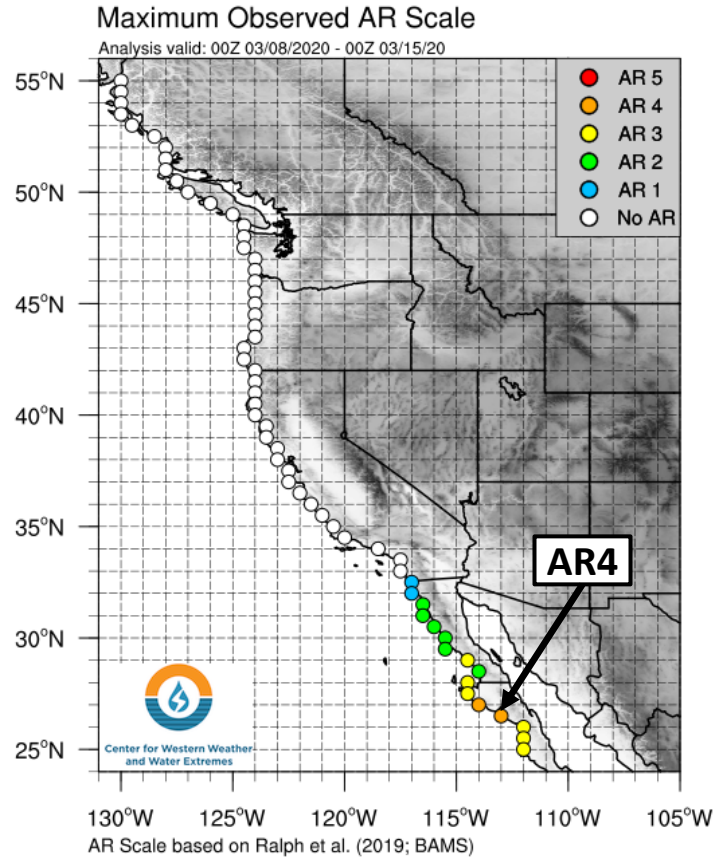 Maximum Observed AR Scale
Analysis valid: 00Z 03/08/2020 - 00Z 03/15/20
55°N
50°N
45°N
40°N
35°N
30°N
25°N
AR 5
AR 4
AR 3
AR 2
AR 1
No AR
AR4
Center for Western Weather
and Water Extremes
130°W
125°W
120°W
115°W
110°W
105°W
AR Scale based on Ralph et al. (2019; BAMS)